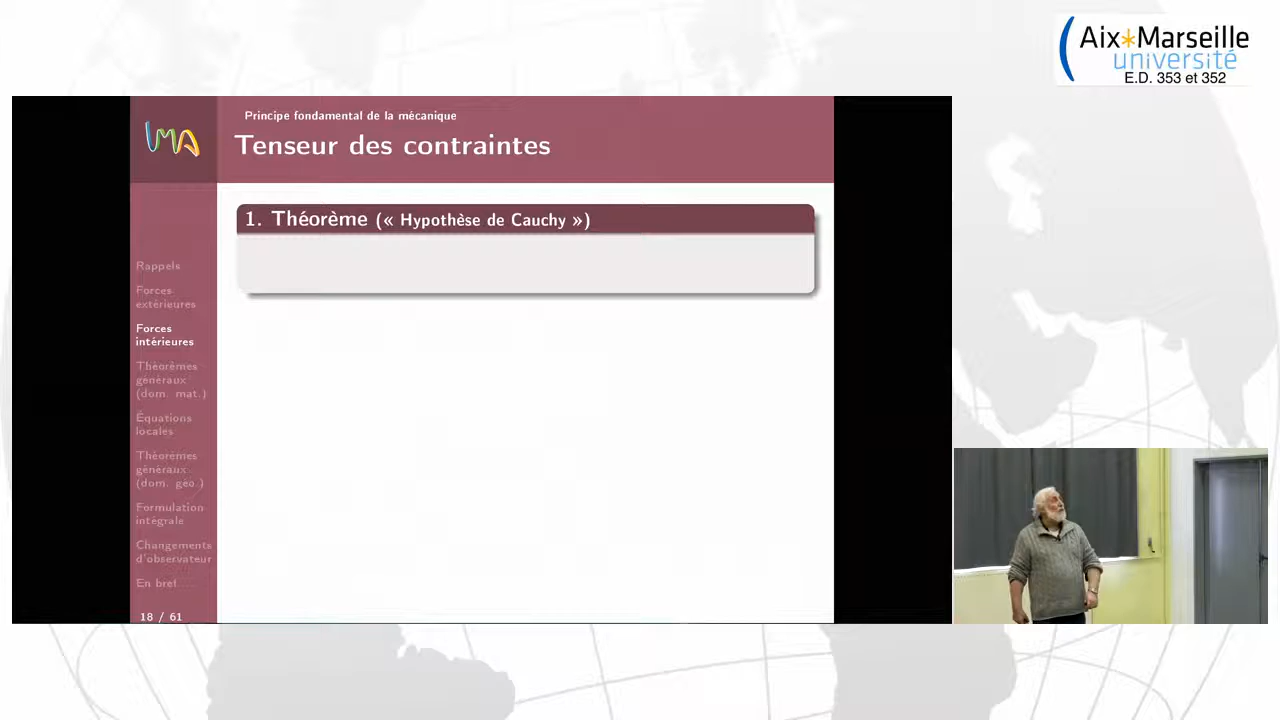 Aix*Marseille
université
E.D. 353 et 352
LMA
Principe fondamental de la mécanique
Tenseur des contraintes
1. Théorème (« Hypothèse de Cauchy »)
Rappels
Forces
extérieures
Forces
intérieures
Théorèmes
généraux
(dom. mat.)
Équations
locales
Théorèmes
généraux
(dom. géo.)
Formulation
intégrale
Changements
d'observateur
En bref....
18 / 61